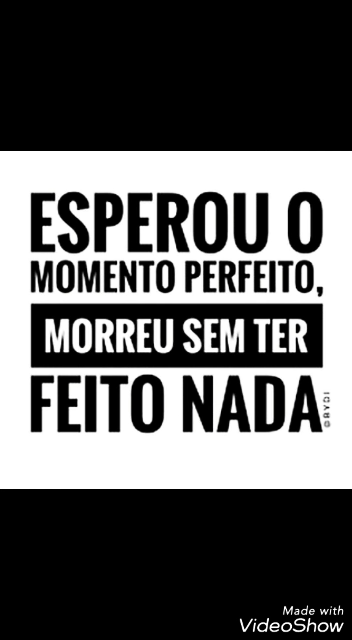 ESPEROU O
MOMENTO PERFEITO,
MORREU SEM TER
FEITO NADA
@BYDI
Made with
VideoShow